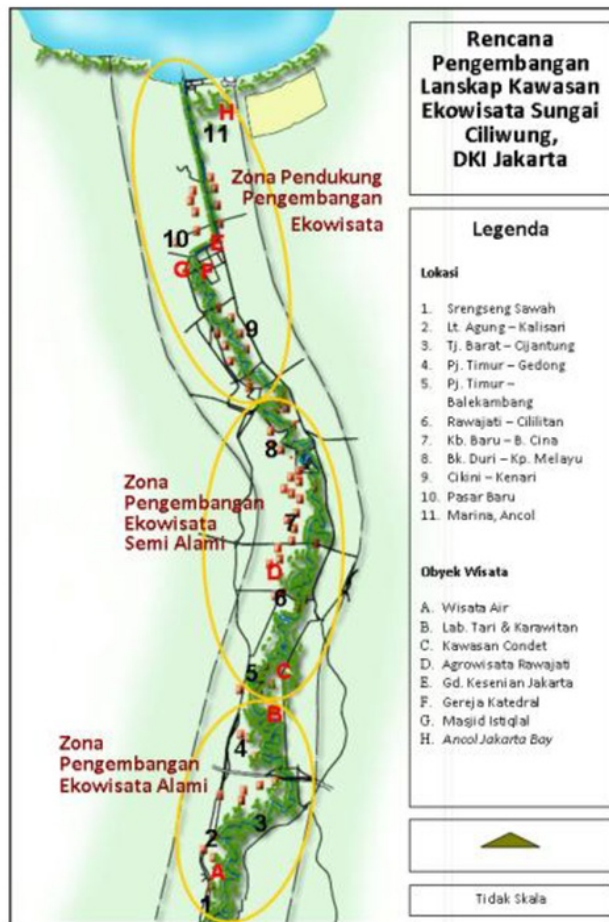 Rencana
Pengembangan
Lanskap Kawasan
Ekowisata Sungai
Ciliwung,
DKI Jakarta
Legenda
Lokasi
1. Srengseng Sawah
2. Lt. Agung – Kalisari
3. Tj. Barat – Cijantung
4. Pj. Timur – Gedong
5. Pj. Timur –
Balekambang
6. Rawajati – Cililitan
7. Kb. Baru – B. Cina
8. Bk. Duri – Kp. Melayu
9. Cikini – Kenari
10. Pasar Baru
11. Marina, Ancol
Obyek Wisata
A. Wisata Air
B. Lab. Tari & Karawitan
C. Kawasan Condet
D. Agrowisata Rawajati
E. Gd. Kesenian Jakarta
F. Gereja Katedral
G. Masjid Istiqlal
H. Ancol Jakarta Bay
Tidak Skala
H
11
Zona Pendukung
Pengembangan
Ekowisata
10
E
G
F
9
8
Zona
Pengembangan
Ekowisata
Semi Alami
7
D
6
5
C
B
Zona
Pengembangan
Ekowisata Alami
4
3
2
A
1